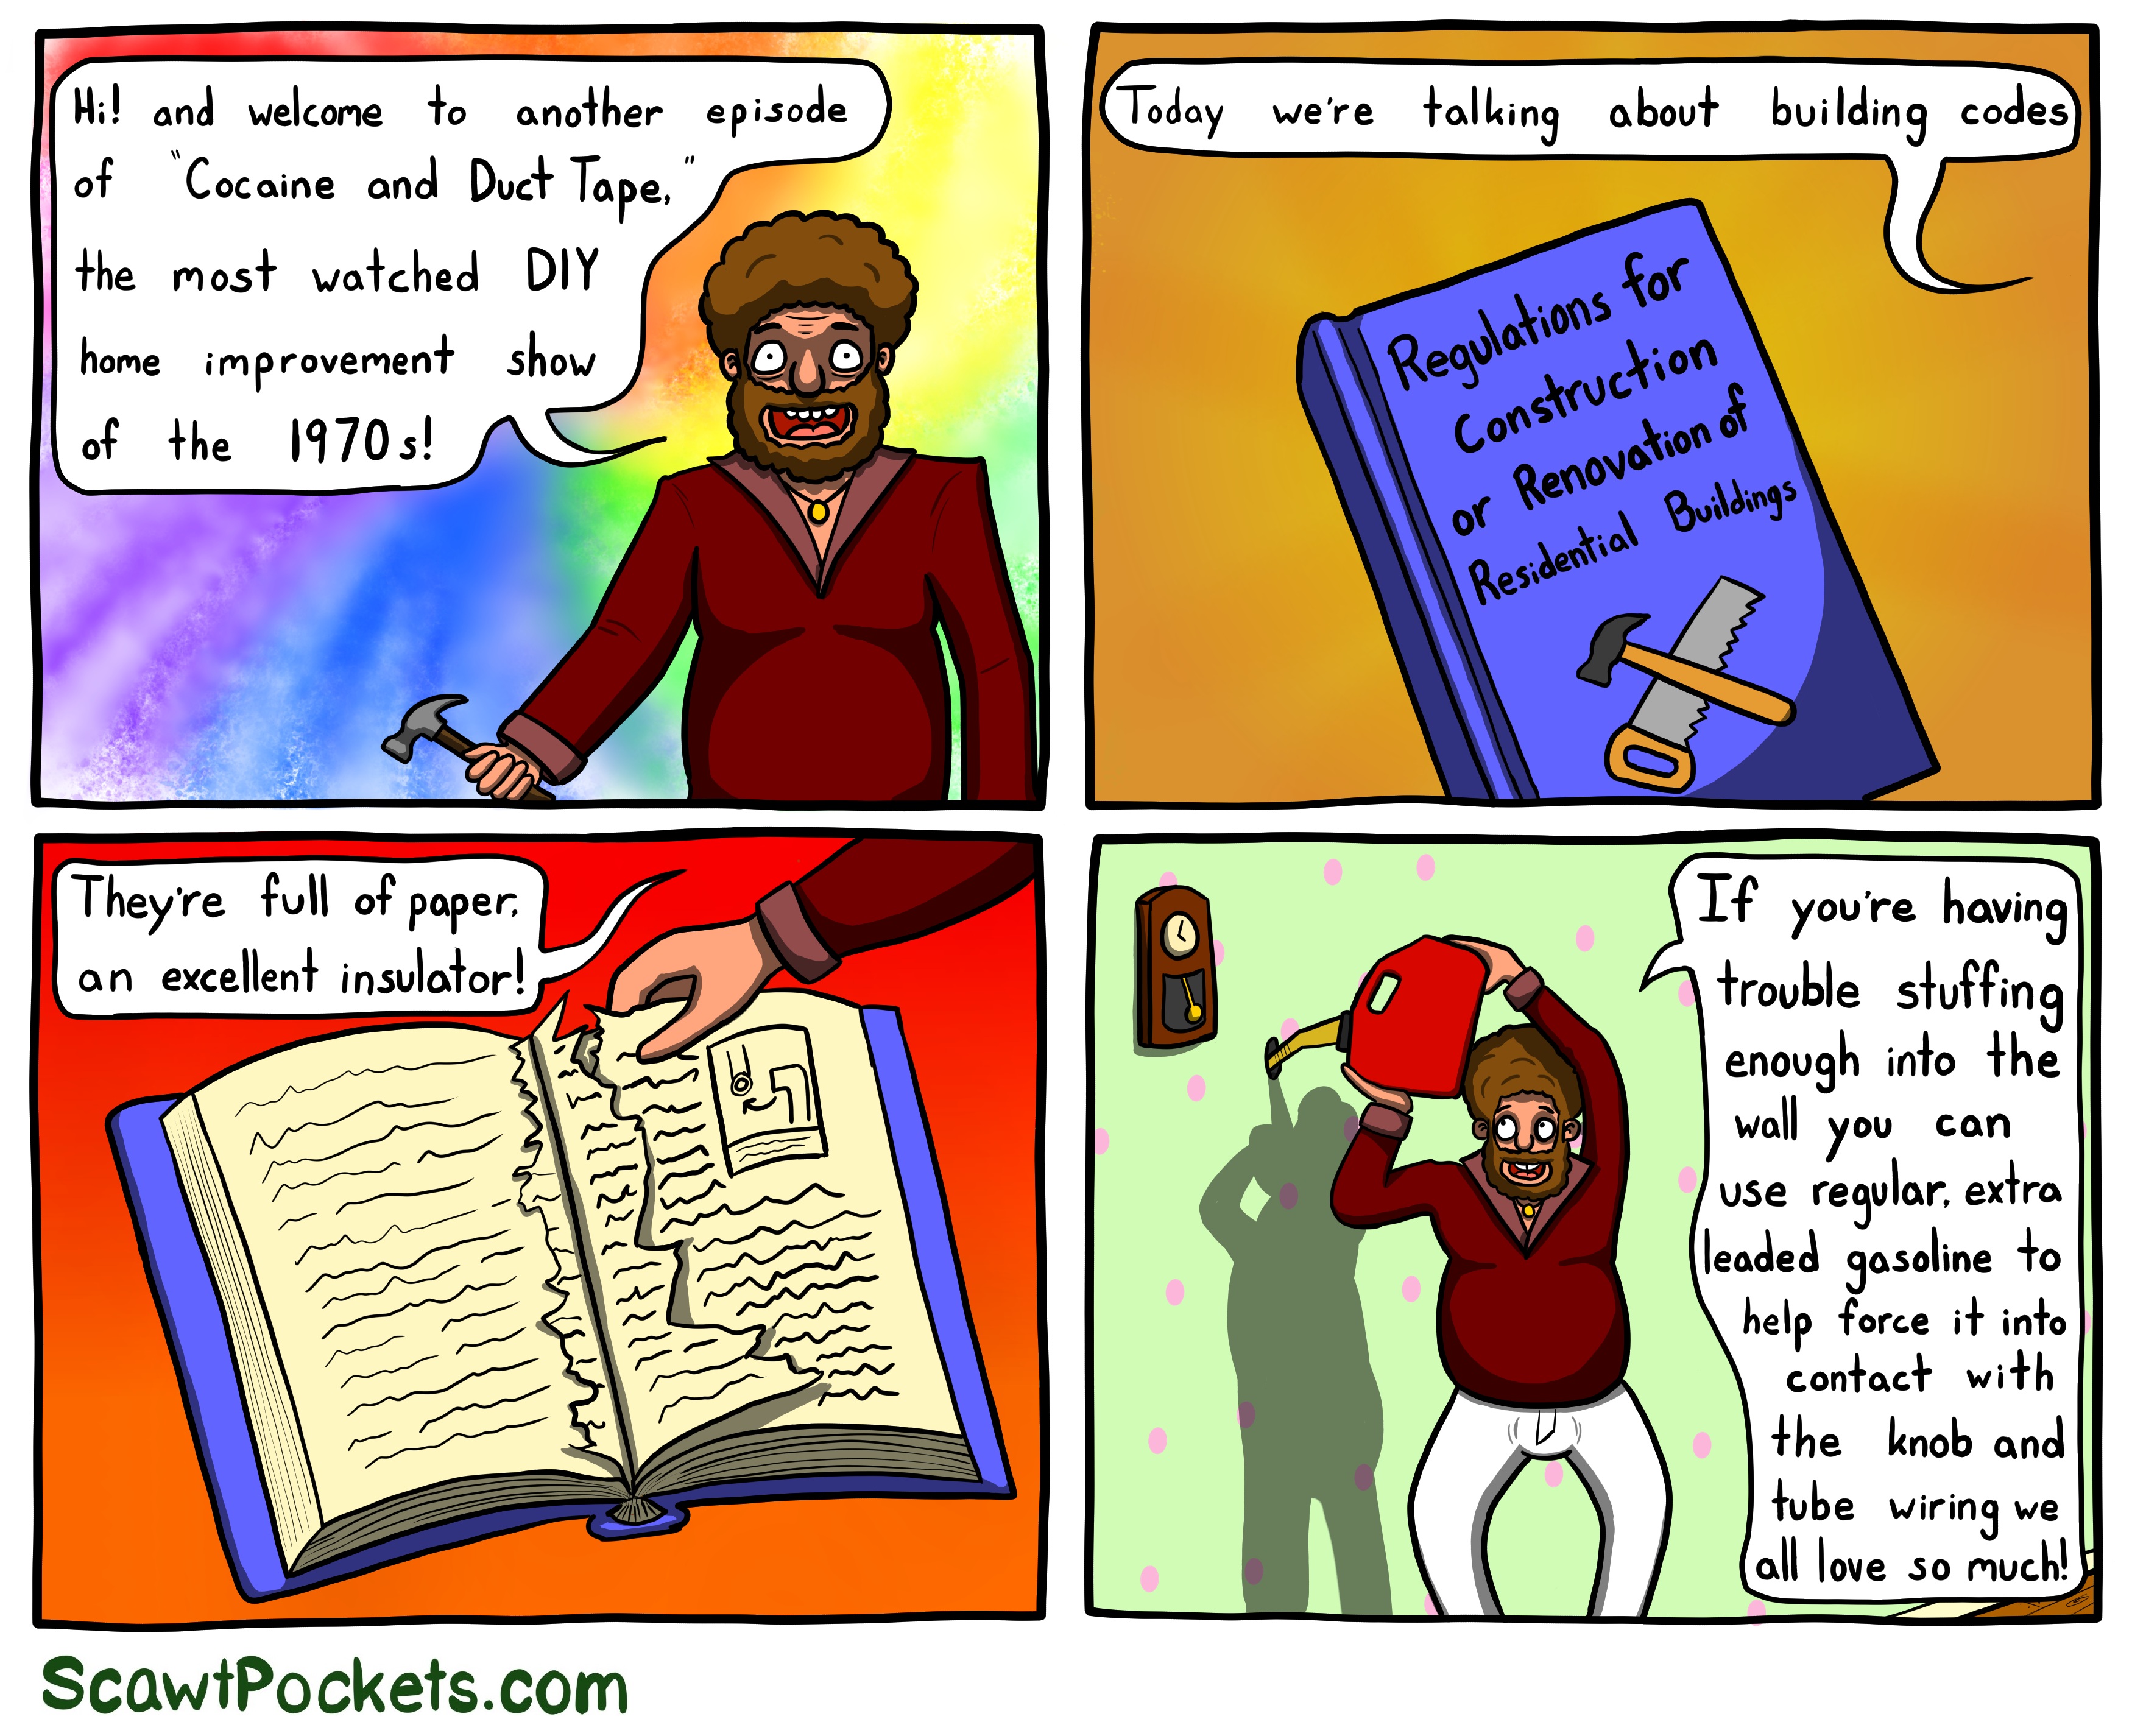 Hi! and welcome to another episode
of "Cocaine and Duct Tape,"
the most watched DIY
home improvement show
of the 1970s!
Today we're talking about building codes
Regulations for
Construction
or Renovation of
Residential Buildings
They're full of paper,
an excellent insulator!
If you're having
trouble stuffing
enough into the
wall you can
use regular, extra
leaded gasoline to
help force it into
contact with
the knob and
tube wiring we
all love so much!
ScawtPockets.com